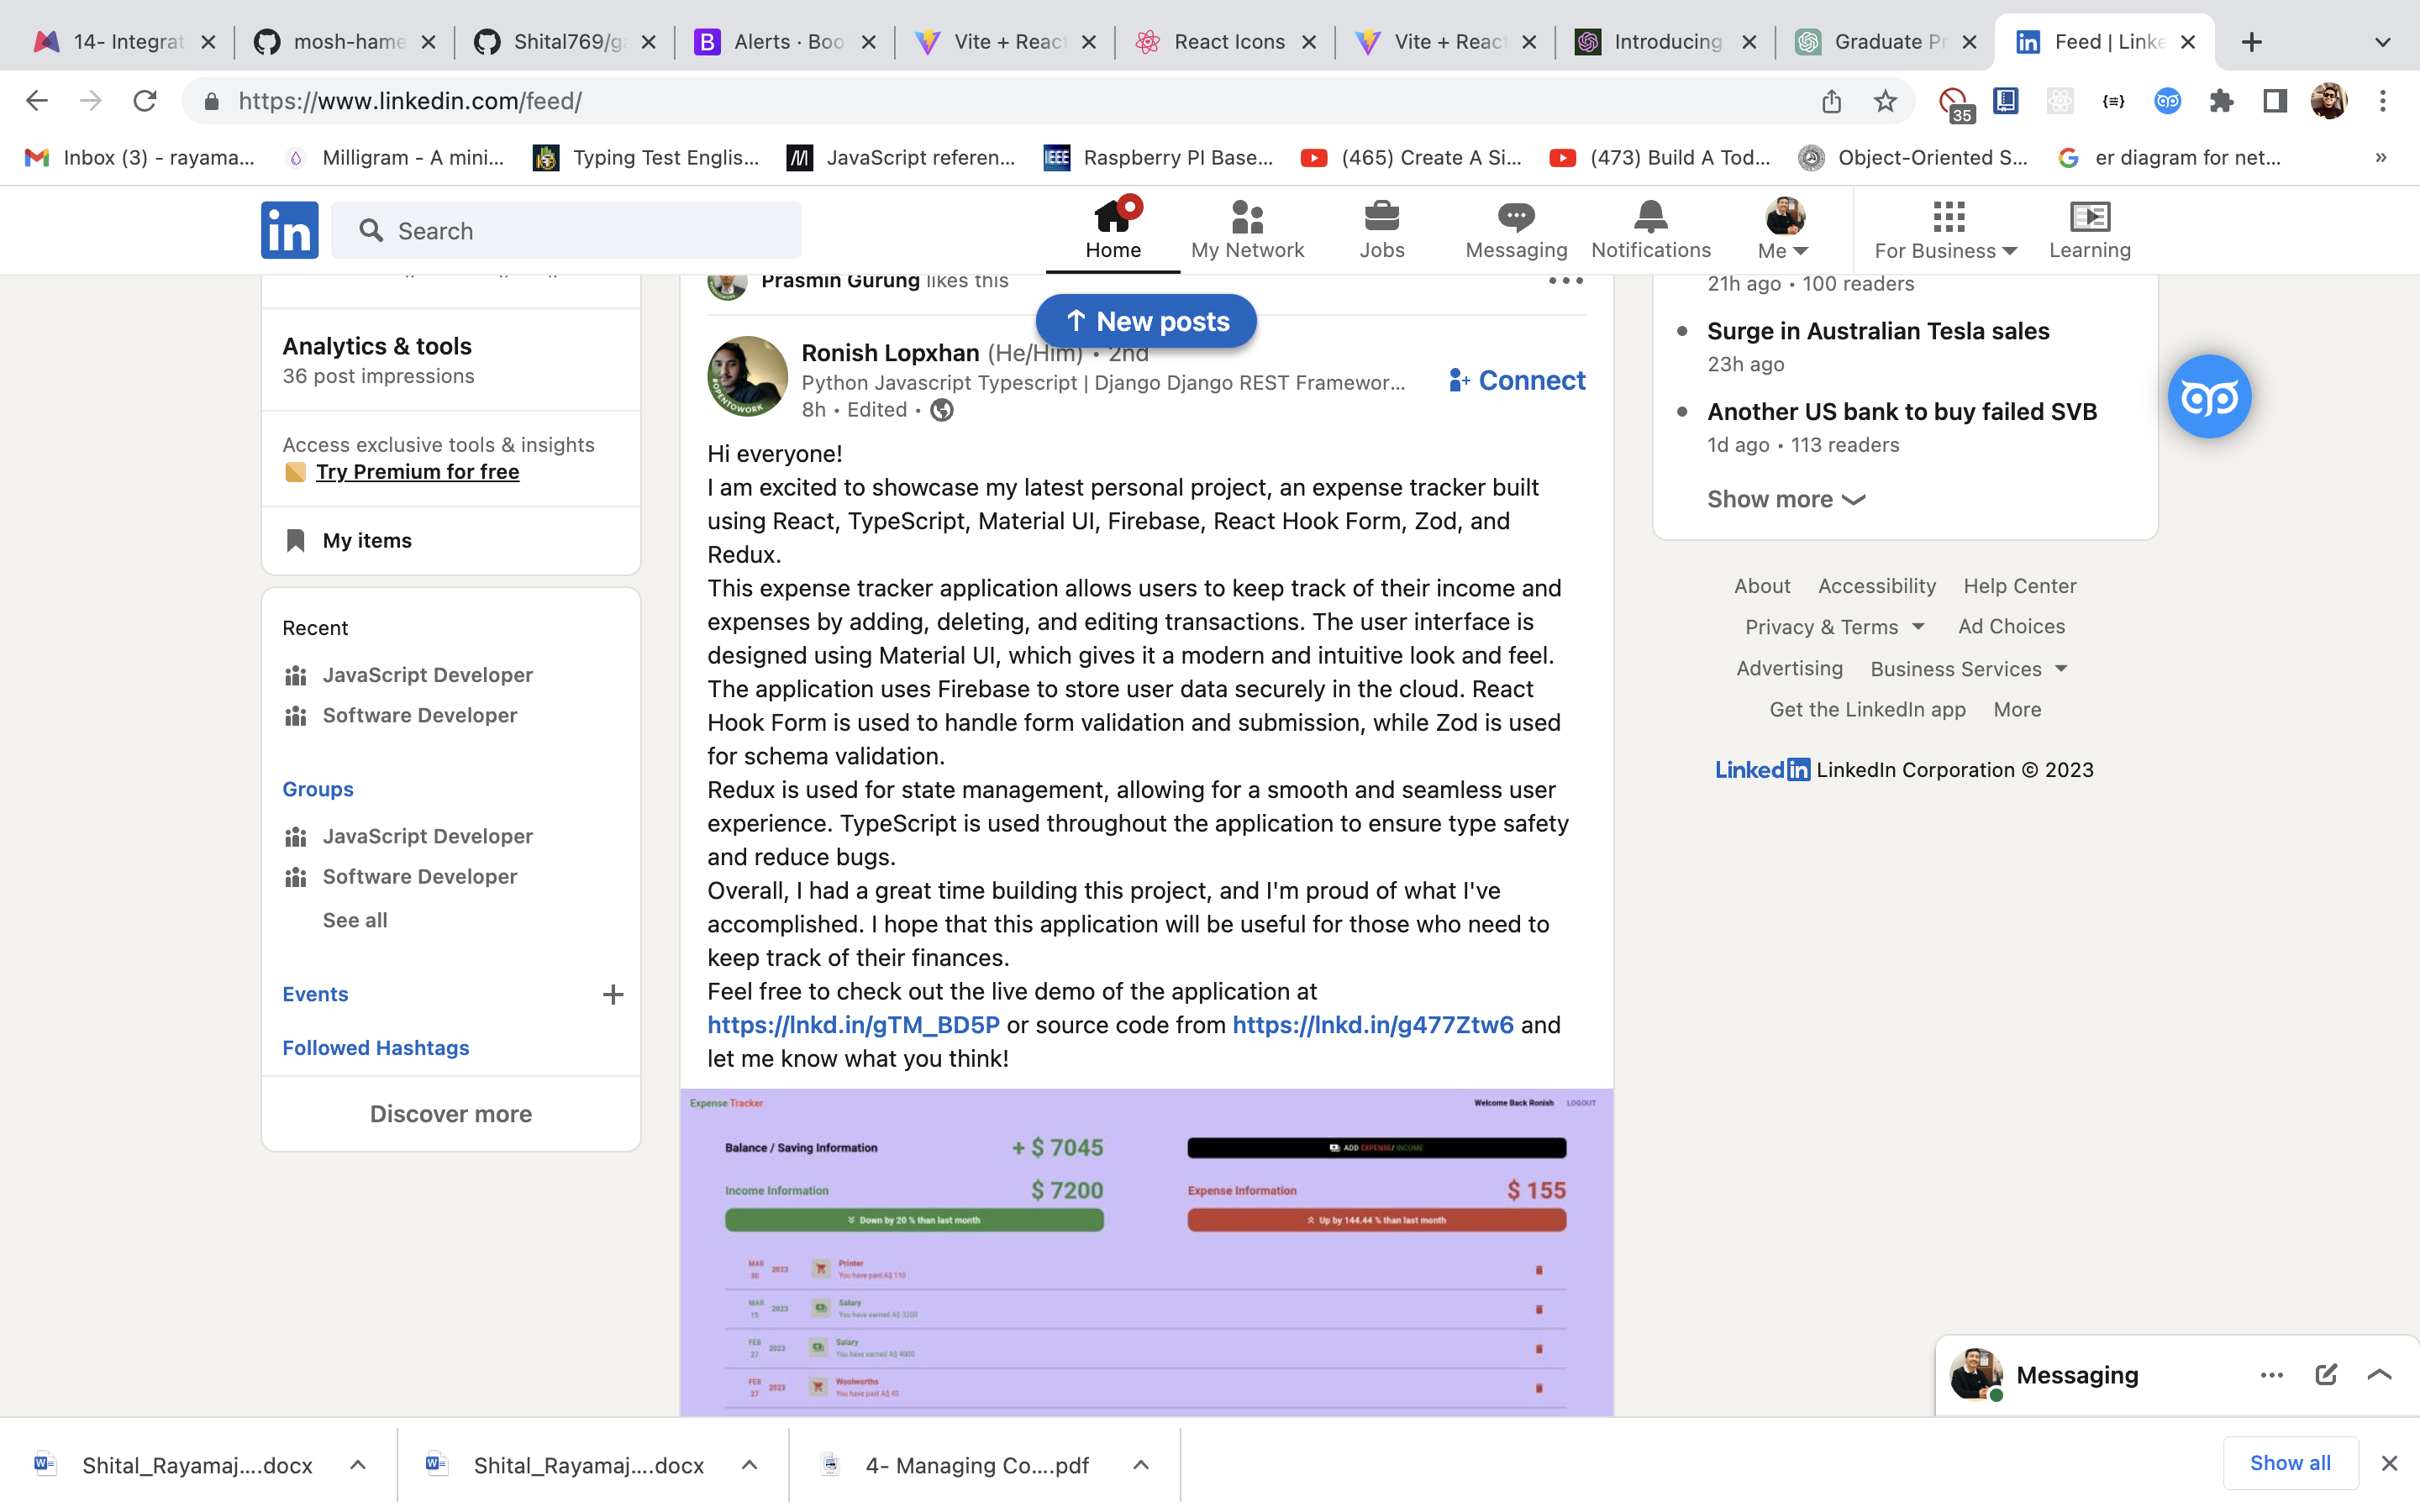 14- Integrat
mosh-hame
Shital769/ga
Alerts · Boo
Vite + React
React Icons
Vite + React
Introducing
Graduate Pr
Feed | Linke
https://www.linkedin.com/feed/
35
Inbox (3) - rayama...
Milligram - A mini...
Typing Test Englis...
JavaScript referen...
Raspberry PI Base...
(465) Create A Si...
(473) Build A Tod...
Object-Oriented S...
er diagram for net...
Search
Home
My Network
Jobs
Messaging
Notifications
Me
For Business
Learning
Analytics & tools
36 post impressions
Access exclusive tools & insights
Try Premium for free
My items
Recent
JavaScript Developer
Software Developer
Groups
JavaScript Developer
Software Developer
See all
Events
Followed Hashtags
Discover more
Prasmin Gurung likes this
New posts
Ronish Lopxhan (He/Him) • 2nd
Python Javascript Typescript | Django Django REST Framewor...
8h • Edited •
Connect
#OPENTOWORK
Hi everyone!
I am excited to showcase my latest personal project, an expense tracker built
using React, TypeScript, Material UI, Firebase, React Hook Form, Zod, and
Redux.
This expense tracker application allows users to keep track of their income and
expenses by adding, deleting, and editing transactions. The user interface is
designed using Material UI, which gives it a modern and intuitive look and feel.
The application uses Firebase to store user data securely in the cloud. React
Hook Form is used to handle form validation and submission, while Zod is used
for schema validation.
Redux is used for state management, allowing for a smooth and seamless user
experience. TypeScript is used throughout the application to ensure type safety
and reduce bugs.
Overall, I had a great time building this project, and I'm proud of what I've
accomplished. I hope that this application will be useful for those who need to
keep track of their finances.
Feel free to check out the live demo of the application at
https://lnkd.in/gTM_BD5P or source code from https://lnkd.in/g477Ztw6 and
let me know what you think!
Expense Tracker
Welcome Back Ronish LOGOUT
Balance / Saving Information + $ 7045
ADD EXPENSE/ INCOME
Income Information $ 7200
Expense Information $ 155
Down by 20 % than last month
Up by 144.44 % than last month
MAR 30 2023 Printer
You have paid A$ 110
MAR 15 2023 Salary
You have earned A$ 3200
FEB 27 2023 Salary
You have earned A$ 4000
FEB 27 2023 Woolworths
You have paid A$ 45
21h ago • 100 readers
Surge in Australian Tesla sales
23h ago
Another US bank to buy failed SVB
1d ago • 113 readers
Show more
About Accessibility Help Center
Privacy & Terms Ad Choices
Advertising Business Services
Get the LinkedIn app More
LinkedIn LinkedIn Corporation © 2023
Messaging
Shital_Rayamaj....docx
Shital_Rayamaj....docx
4- Managing Co....pdf
Show all